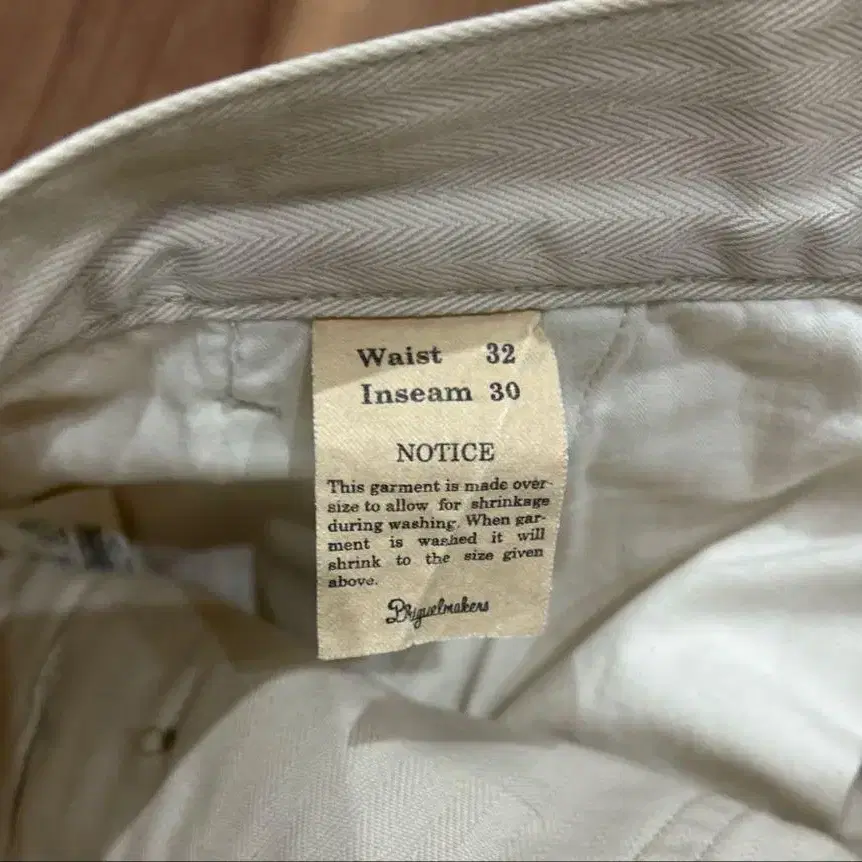 Waist 32
Inseam 30
NOTICE
This garment is made over-
size to allow for shrinkage
during washing. When gar-
ment is washed it will
shrink to the size given
above.